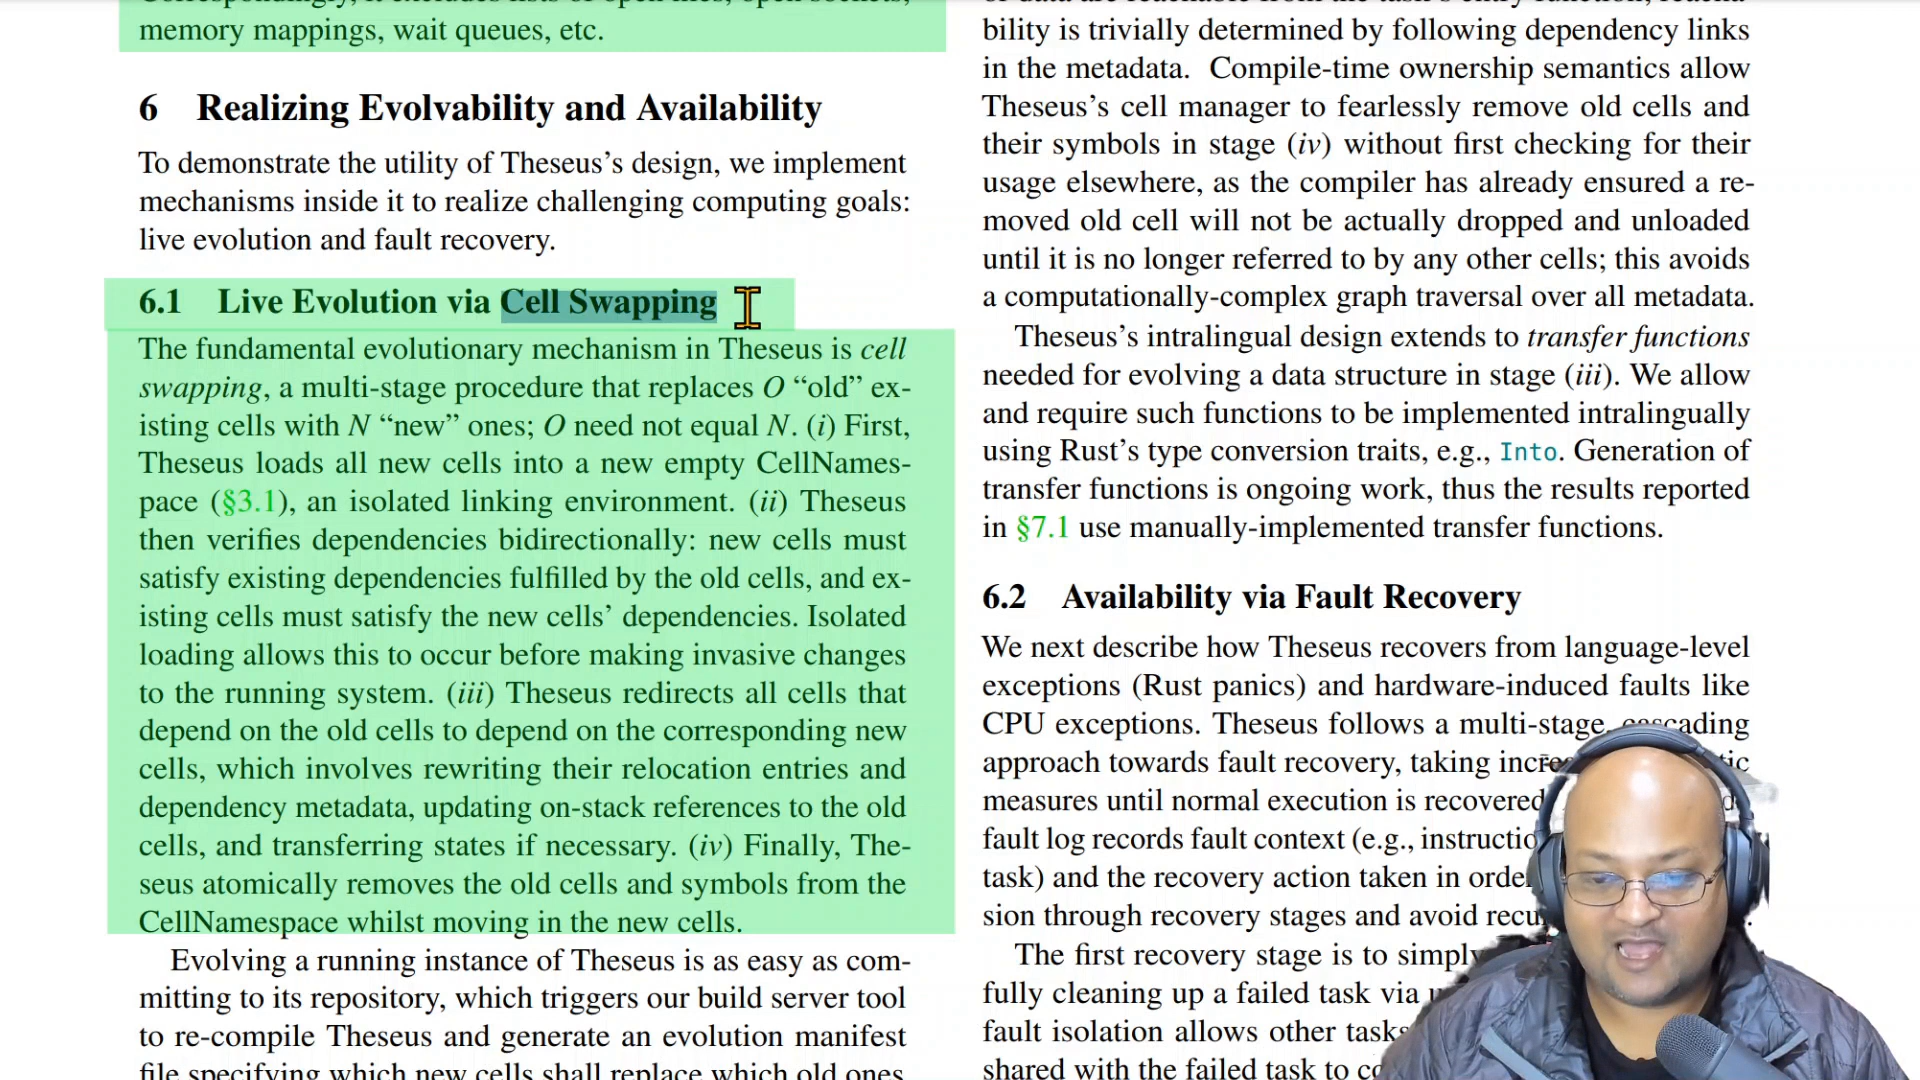 memory mappings, wait queues, etc.
6 Realizing Evolvability and Availability
To demonstrate the utility of Theseus's design, we implement
mechanisms inside it to realize challenging computing goals:
live evolution and fault recovery.
6.1 Live Evolution via Cell Swapping
The fundamental evolutionary mechanism in Theseus is cell
swapping, a multi-stage procedure that replaces O “old” ex-
isting cells with N “new” ones; O need not equal N. (i) First,
Theseus loads all new cells into a new empty CellNames-
pace (§3.1), an isolated linking environment. (ii) Theseus
then verifies dependencies bidirectionally: new cells must
satisfy existing dependencies fulfilled by the old cells, and ex-
isting cells must satisfy the new cells’ dependencies. Isolated
loading allows this to occur before making invasive changes
to the running system. (iii) Theseus redirects all cells that
depend on the old cells to depend on the corresponding new
cells, which involves rewriting their relocation entries and
dependency metadata, updating on-stack references to the old
cells, and transferring states if necessary. (iv) Finally, The-
seus atomically removes the old cells and symbols from the
CellNamespace whilst moving in the new cells.
Evolving a running instance of Theseus is as easy as com-
mitting to its repository, which triggers our build server tool
to re-compile Theseus and generate an evolution manifest
file specifying which new cells shall replace which old ones
bility is trivially determined by following dependency links
in the metadata. Compile-time ownership semantics allow
Theseus's cell manager to fearlessly remove old cells and
their symbols in stage (iv) without first checking for their
usage elsewhere, as the compiler has already ensured a re-
moved old cell will not be actually dropped and unloaded
until it is no longer referred to by any other cells; this avoids
a computationally-complex graph traversal over all metadata.
Theseus's intralingual design extends to transfer functions
needed for evolving a data structure in stage (iii). We allow
and require such functions to be implemented intralingually
using Rust's type conversion traits, e.g., Into. Generation of
transfer functions is ongoing work, thus the results reported
in §7.1 use manually-implemented transfer functions.
6.2 Availability via Fault Recovery
We next describe how Theseus recovers from language-level
exceptions (Rust panics) and hardware-induced faults like
CPU exceptions. Theseus follows a multi-stage, cascading
approach towards fault recovery, taking
measures until normal execution is recovered
fault log records fault context (e.g.,
task) and the recovery action taken in
sion through recovery stages and avoid
The first recovery stage is to simply
fully cleaning up a failed task via
fault isolation allows other tasks
shared with the failed task to